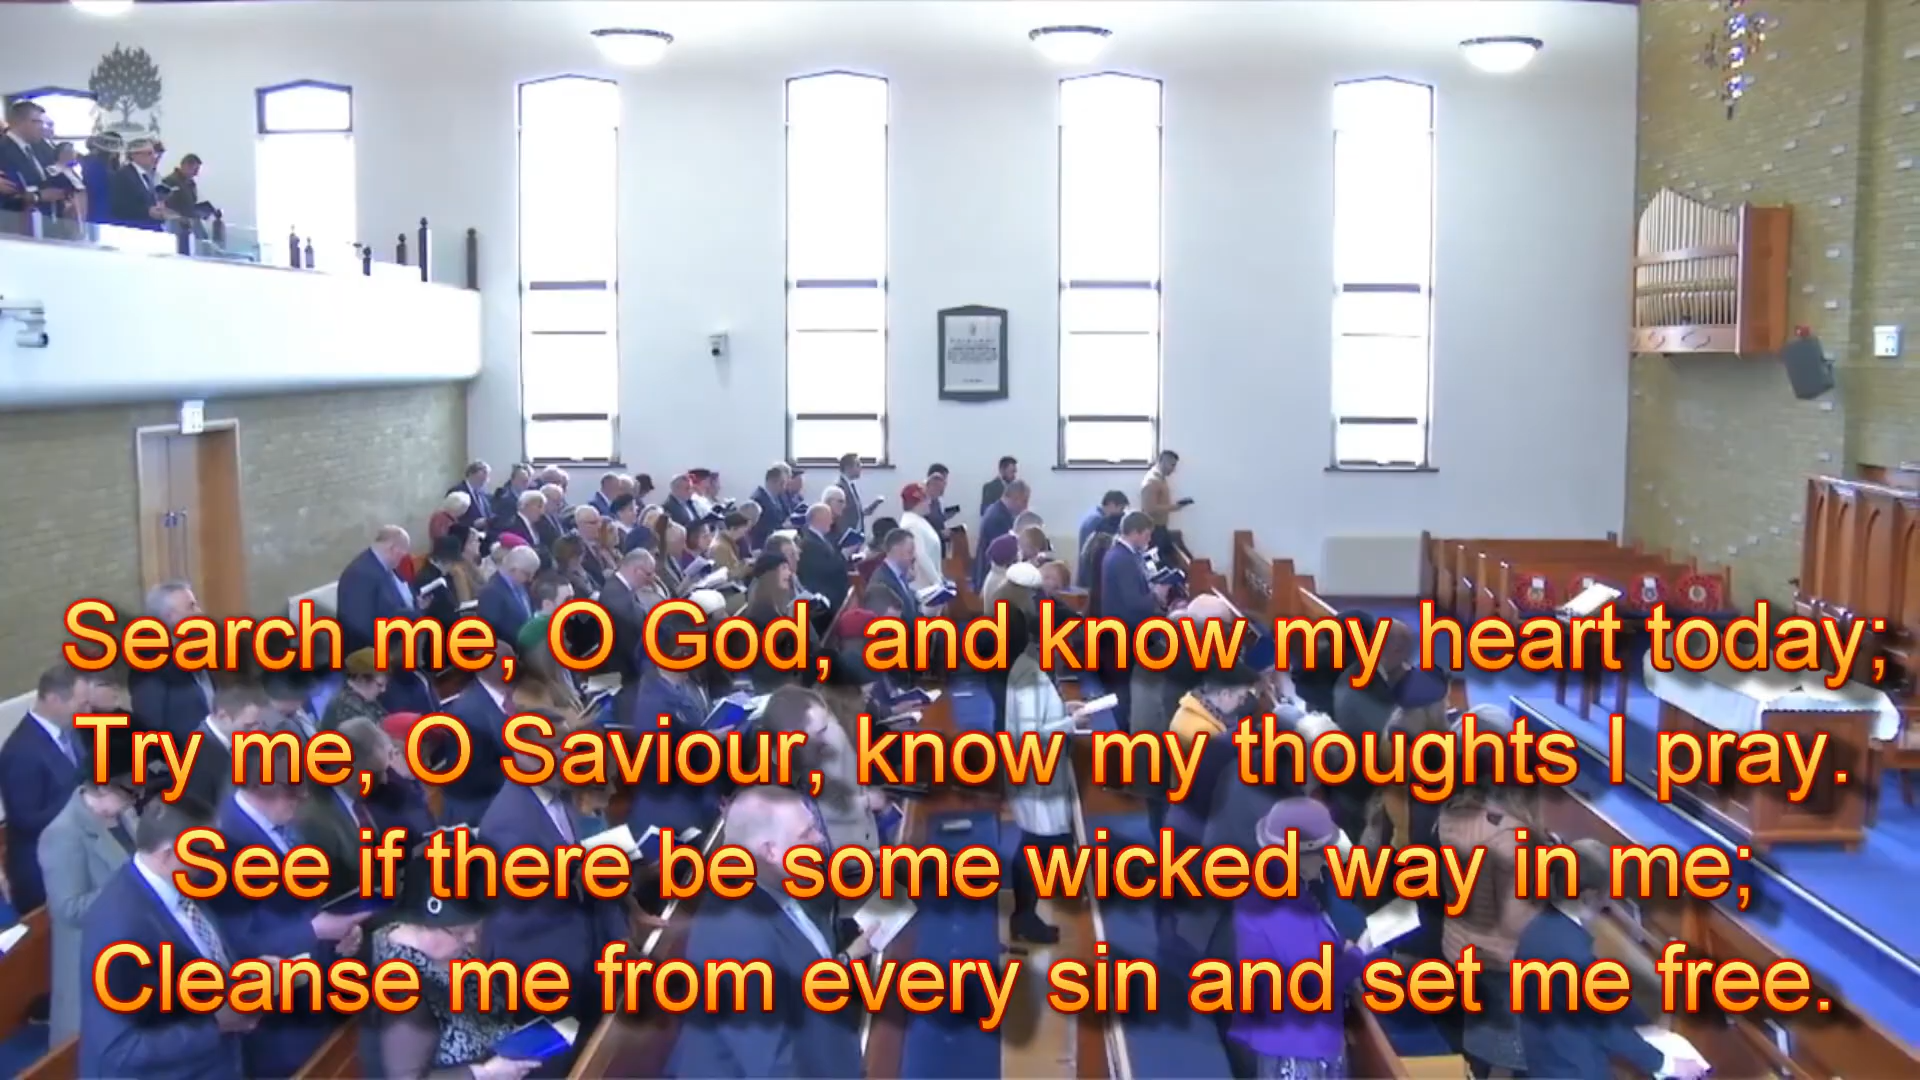 Search me, O God, and know my heart today;
Try me, O Saviour, know my thoughts I pray.
See if there be some wicked way in me;
Cleanse me from every sin and set me free.